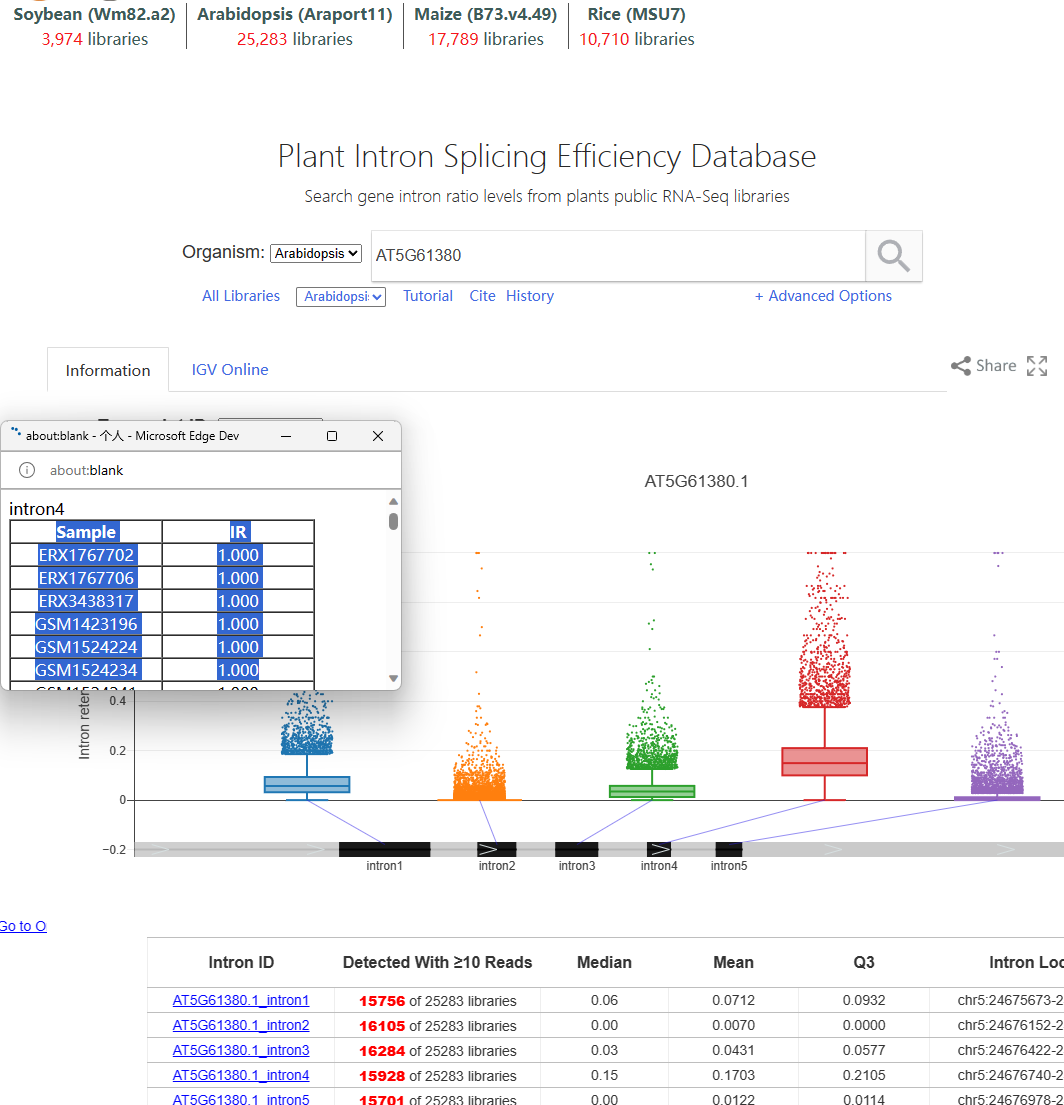 Soybean (Wm82.a2) Arabidopsis (Araport11) Maize (B73.v4.49) Rice (MSU7)
3,974 libraries 25,283 libraries 17,789 libraries 10,710 libraries
Plant Intron Splicing Efficiency Database
Search gene intron ratio levels from plants public RNA-Seq libraries
Organism: Arabidopsis AT5G61380
All Libraries Arabidopsi Tutorial Cite History + Advanced Options
Information IGV Online Share
about:blank - 个人 - Microsoft Edge Dev
about:blank
intron4
Sample IR
ERX1767702 1.000
ERX1767706 1.000
ERX3438317 1.000
GSM1423196 1.000
GSM1524224 1.000
GSM1524234 1.000
AT5G61380.1
Intron reten
0.4
0.2
0
−0.2
intron1 intron2 intron3 intron4 intron5
Go to O
Intron ID Detected With ≥10 Reads Median Mean Q3 Intron Loc
AT5G61380.1_intron1 15756 of 25283 libraries 0.06 0.0712 0.0932 chr5:24675673-2
AT5G61380.1_intron2 16105 of 25283 libraries 0.00 0.0070 0.0000 chr5:24676152-2
AT5G61380.1_intron3 16284 of 25283 libraries 0.03 0.0431 0.0577 chr5:24676422-2
AT5G61380.1_intron4 15928 of 25283 libraries 0.15 0.1703 0.2105 chr5:24676740-2
AT5G61380.1_intron5 15701 of 25283 libraries 0.00 0.0122 0.0114 chr5:24676978-2